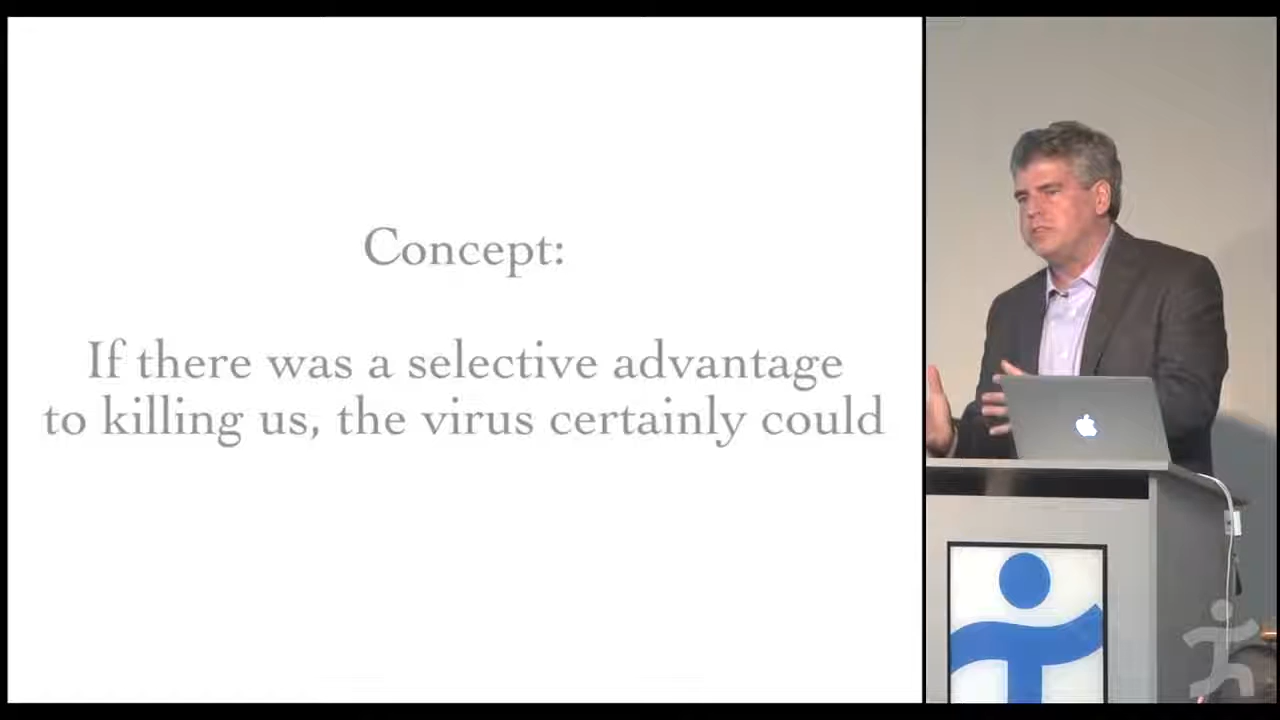 Concept:
If there was a selective advantage
to killing us, the virus certainly could